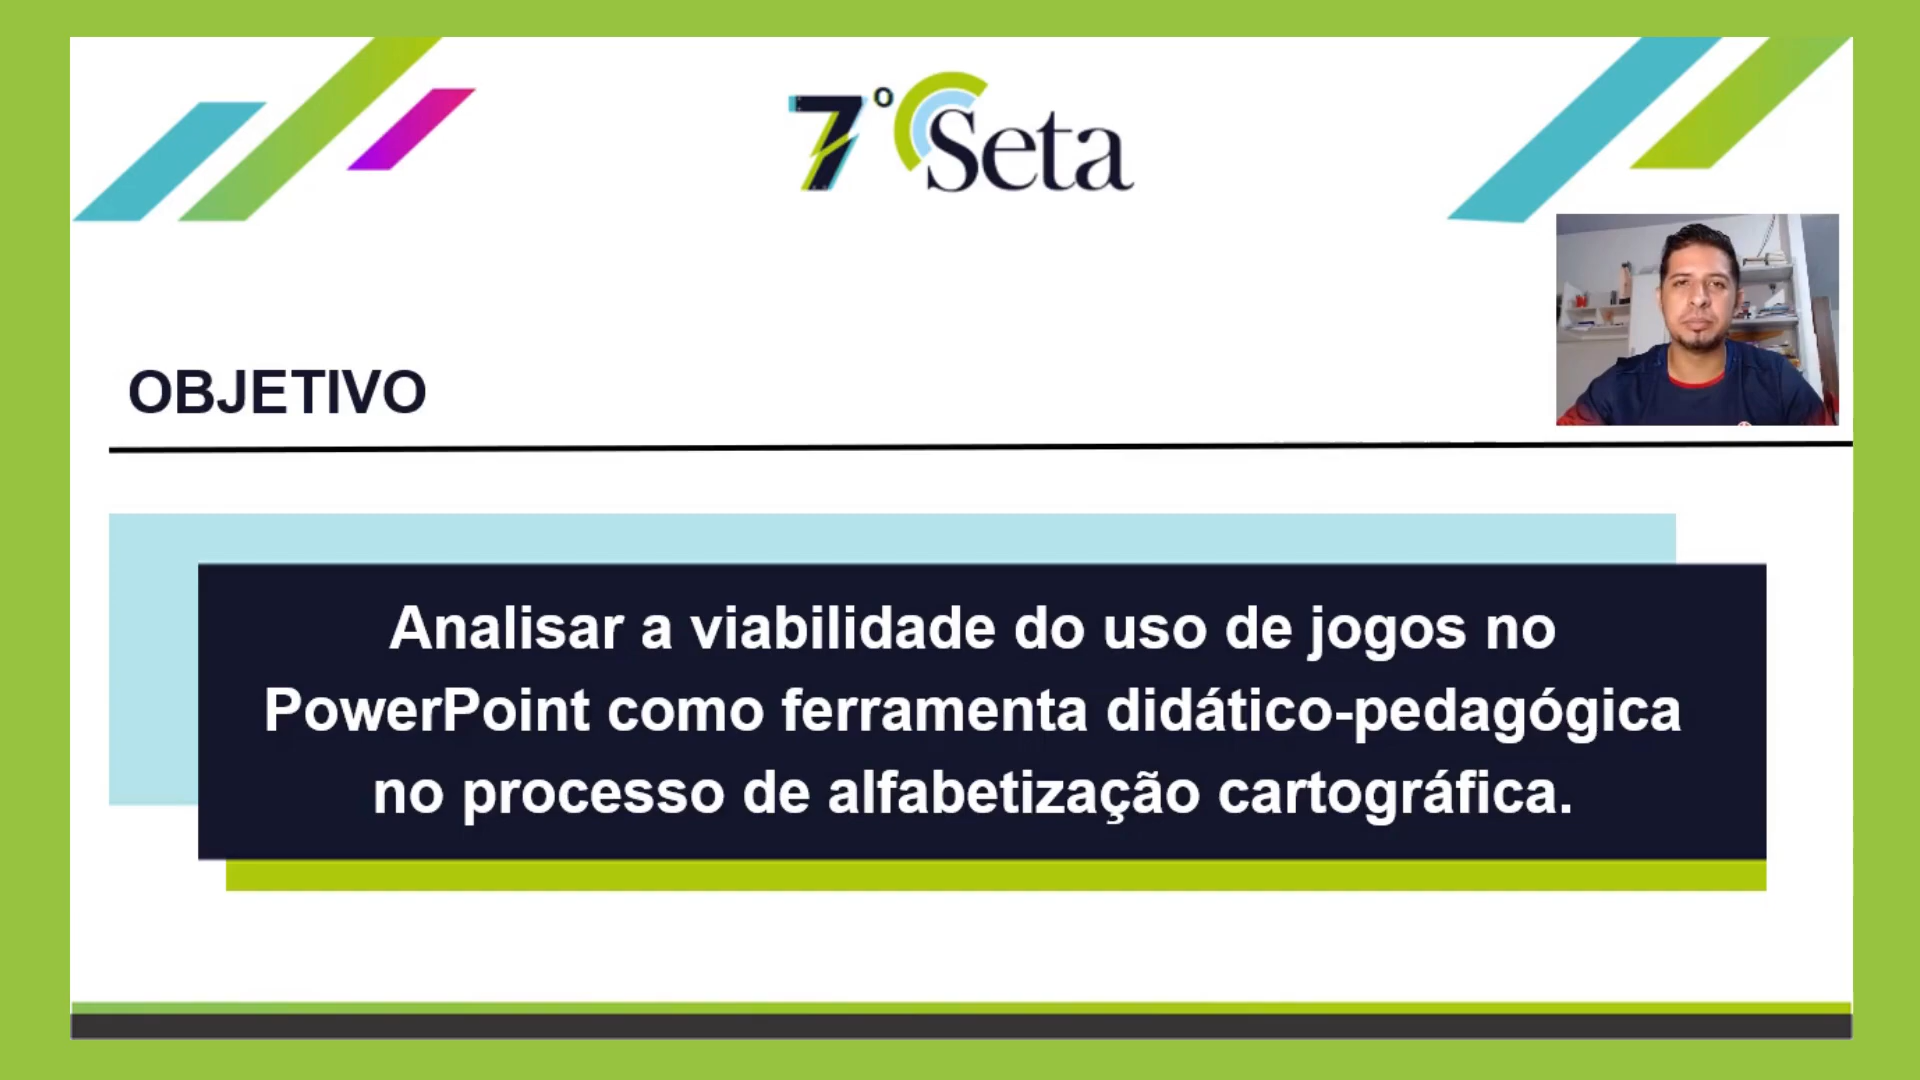 7º Seta
OBJETIVO
Analisar a viabilidade do uso de jogos no
PowerPoint como ferramenta didático-pedagógica
no processo de alfabetização cartográfica.